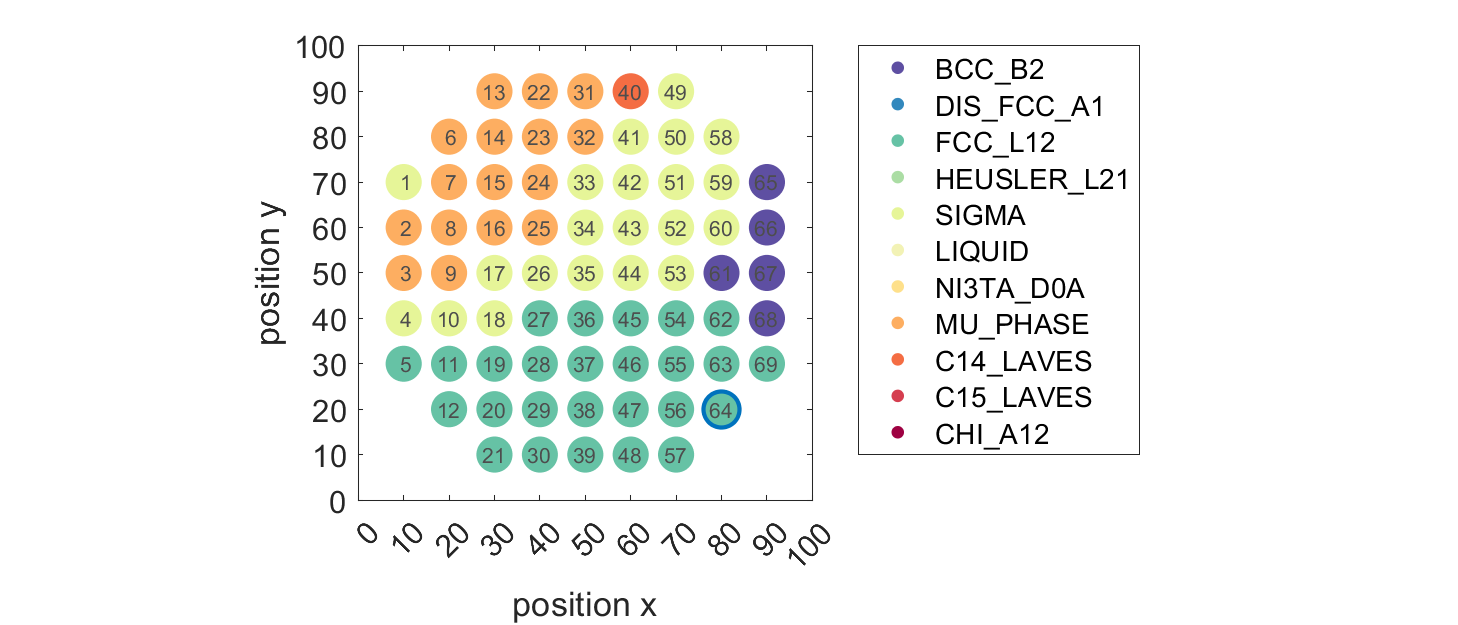 100
90
80
70
60
50
40
30
20
10
0
position y
13 22 31 40 49
6 14 23 32 41 50 58
1 7 15 24 33 42 51 59 65
2 8 16 25 34 43 52 60 66
3 9 17 26 35 44 53 61 67
4 10 18 27 36 45 54 62 68
5 11 19 28 37 46 55 63 69
12 20 29 38 47 56 64
21 30 39 48 57
0 10 20 30 40 50 60 70 80 90 100
position x
BCC_B2
DIS_FCC_A1
FCC_L12
HEUSLER_L21
SIGMA
LIQUID
NI3TA_D0A
MU_PHASE
C14_LAVES
C15_LAVES
CHI_A12